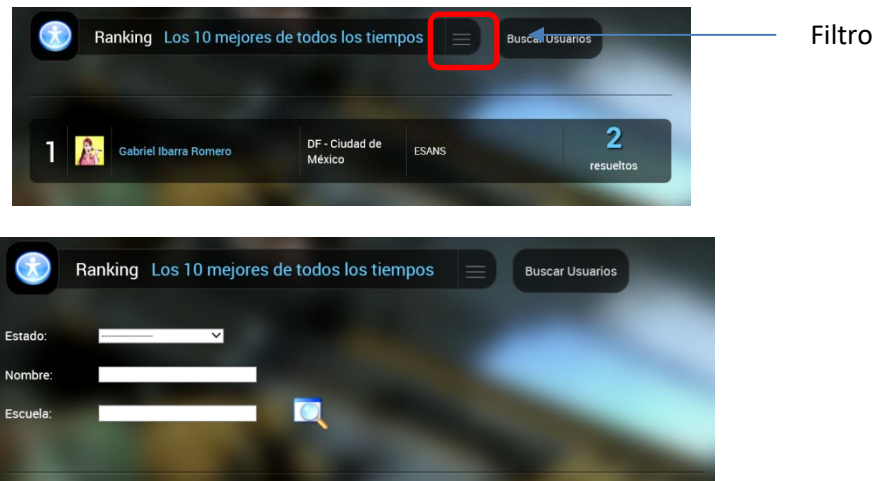 Ranking Los 10 mejores de todos los tiempos
Buscar Usuarios
Filtro
1 Gabriel Ibarra Romero DF - Ciudad de México ESANS 2 resueltos
Ranking Los 10 mejores de todos los tiempos
Buscar Usuarios
Estado: ----------------
Nombre:
Escuela: